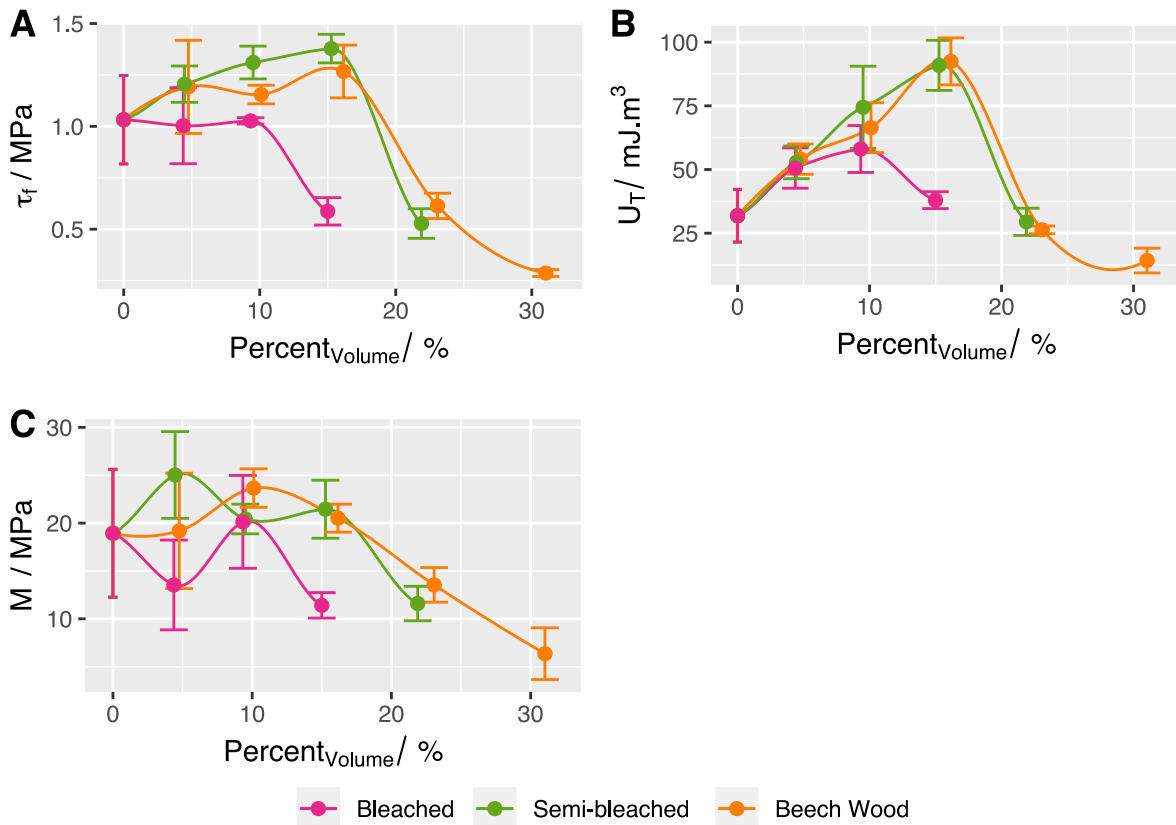 A
τf / MPa
1.5
1.0
0.5
0 10 20 30
PercentVolume/ %
B
UT/ mJ.m3
100
75
50
25
0 10 20 30
PercentVolume/ %
C
M / MPa
30
20
10
0 10 20 30
PercentVolume/ %
Bleached Semi-bleached Beech Wood